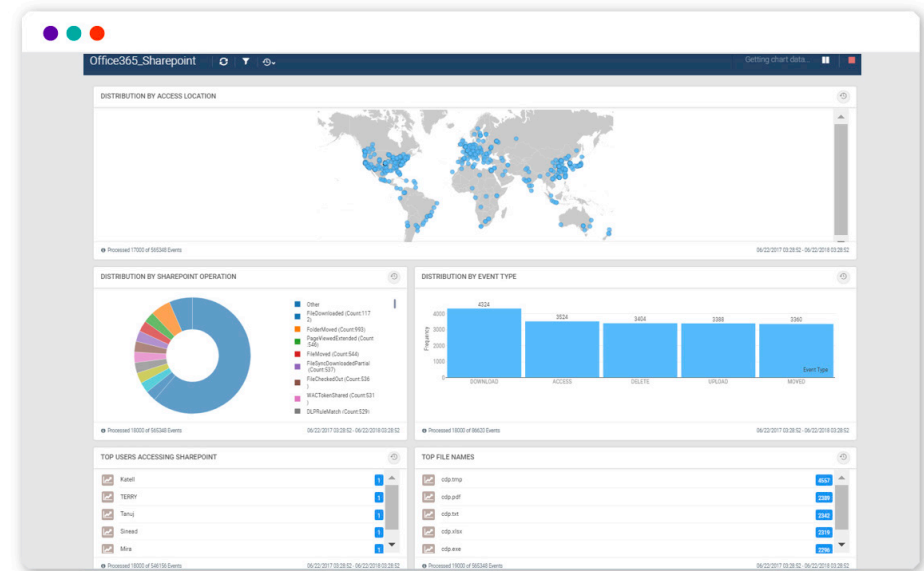 Office365_Sharepoint
Getting chart data...
DISTRIBUTION BY ACCESS LOCATION
Processed 17000 of 565348 Events
06/22/2017 03:28:52 - 06/22/2018 03:28:52
DISTRIBUTION BY SHAREPOINT OPERATION
Other
FileDownloaded (Count:117
2)
FolderMoved (Count:993)
PageViewedExtended (Count
:546)
FileMoved (Count:544)
FileSyncDownloadedPartial
(Count:537)
FileCheckedOut (Count:536
)
WACTokenShared (Count:531
)
DLPRuleMatch (Count:529)
Processed 18000 of 565348 Events
06/22/2017 03:28:52 - 06/22/2018 03:28:52
DISTRIBUTION BY EVENT TYPE
Frequency
4000
3000
2000
1000
0
4324
3524
3404
3388
3360
DOWNLOAD
ACCESS
DELETE
UPLOAD
MOVED
Event Type
Processed 18000 of 86620 Events
06/22/2017 03:28:52 - 06/22/2018 03:28:52
TOP USERS ACCESSING SHAREPOINT
Katell 1
TERRY 1
Tanuj 1
Sinead 1
Mira 1
Processed 18000 of 546156 Events
06/22/2017 03:28:52 - 06/22/2018 03:28:52
TOP FILE NAMES
cdp.tmp 4557
cdp.pdf 2389
cdp.txt 2342
cdp.xlsx 2319
cdp.exe 2296
Processed 19000 of 565348 Events
06/22/2017 03:28:52 - 06/22/2018 03:28:52